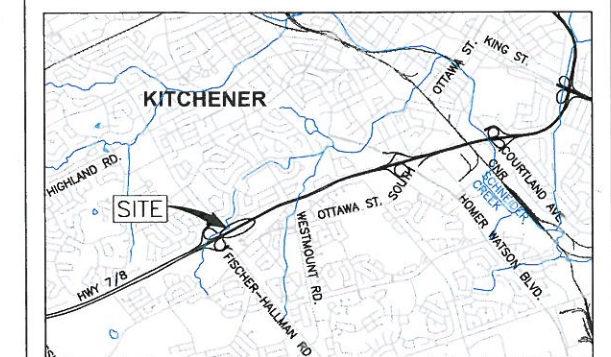 OTTAWA ST.
KING ST.
KITCHENER
HIGHLAND RD.
CNR
COURTLAND AVE.
SCHNEIDER
CREEK
SITE
OTTAWA ST. SOUTH
WESTMOUNT RD.
HOMER WATSON BLVD.
HWY 7/8
FISCHER-HALLMAN RD